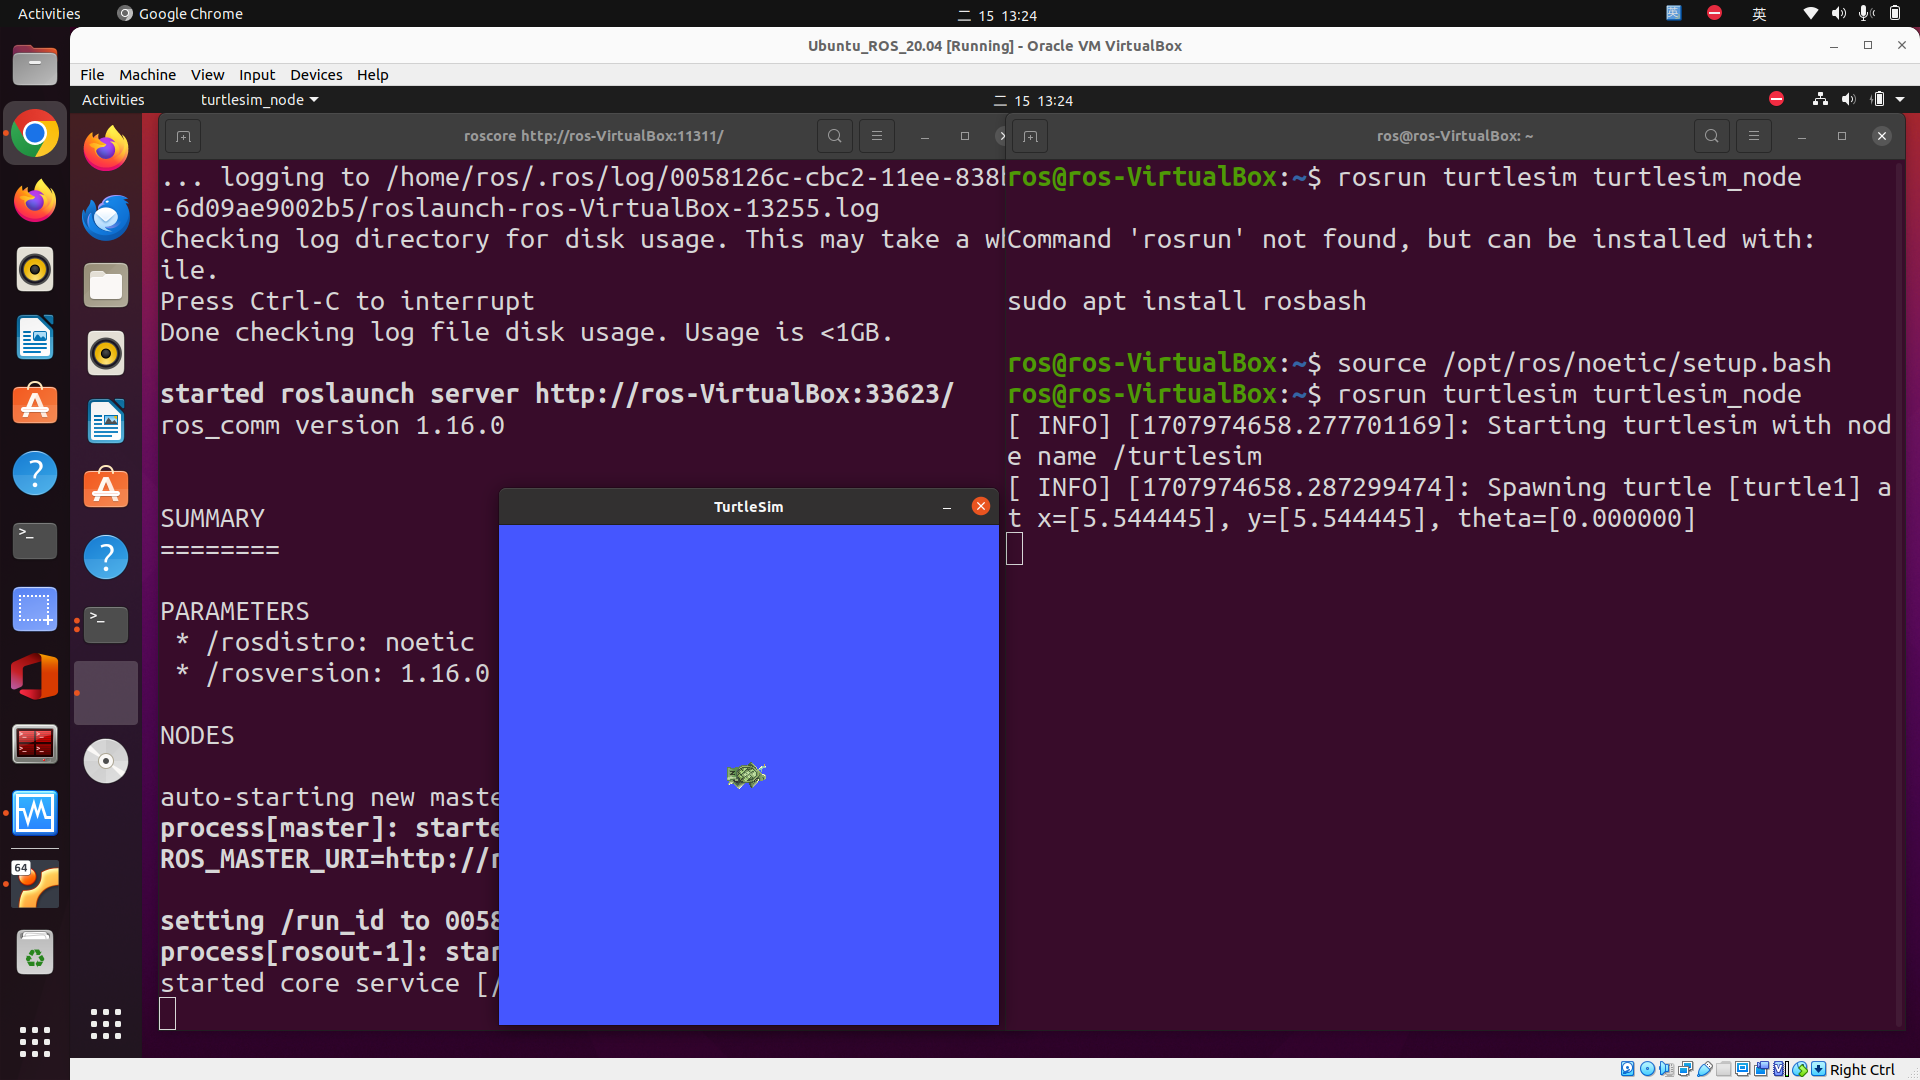 Activities
Google Chrome
二 15 13:24
英
英
Ubuntu_ROS_20.04 [Running] - Oracle VM VirtualBox
File Machine View Input Devices Help
Activities
turtlesim_node
二 15 13:24
roscore http://ros-VirtualBox:11311/
... logging to /home/ros/.ros/log/0058126c-cbc2-11ee-838
-6d09ae9002b5/roslaunch-ros-VirtualBox-13255.log
Checking log directory for disk usage. This may take a wh
ile.
Press Ctrl-C to interrupt
Done checking log file disk usage. Usage is <1GB.
started roslaunch server http://ros-VirtualBox:33623/
ros_comm version 1.16.0
SUMMARY
========
PARAMETERS
* /rosdistro: noetic
* /rosversion: 1.16.0
NODES
auto-starting new maste
process[master]: starte
ROS_MASTER_URI=http://r
setting /run_id to 0058
process[rosout-1]: star
started core service [/
TurtleSim
ros@ros-VirtualBox: ~
ros@ros-VirtualBox:~$ rosrun turtlesim turtlesim_node
Command 'rosrun' not found, but can be installed with:
sudo apt install rosbash
ros@ros-VirtualBox:~$ source /opt/ros/noetic/setup.bash
ros@ros-VirtualBox:~$ rosrun turtlesim turtlesim_node
[ INFO] [1707974658.277701169]: Starting turtlesim with nod
e name /turtlesim
[ INFO] [1707974658.287299474]: Spawning turtle [turtle1] a
t x=[5.544445], y=[5.544445], theta=[0.000000]
64
Right Ctrl